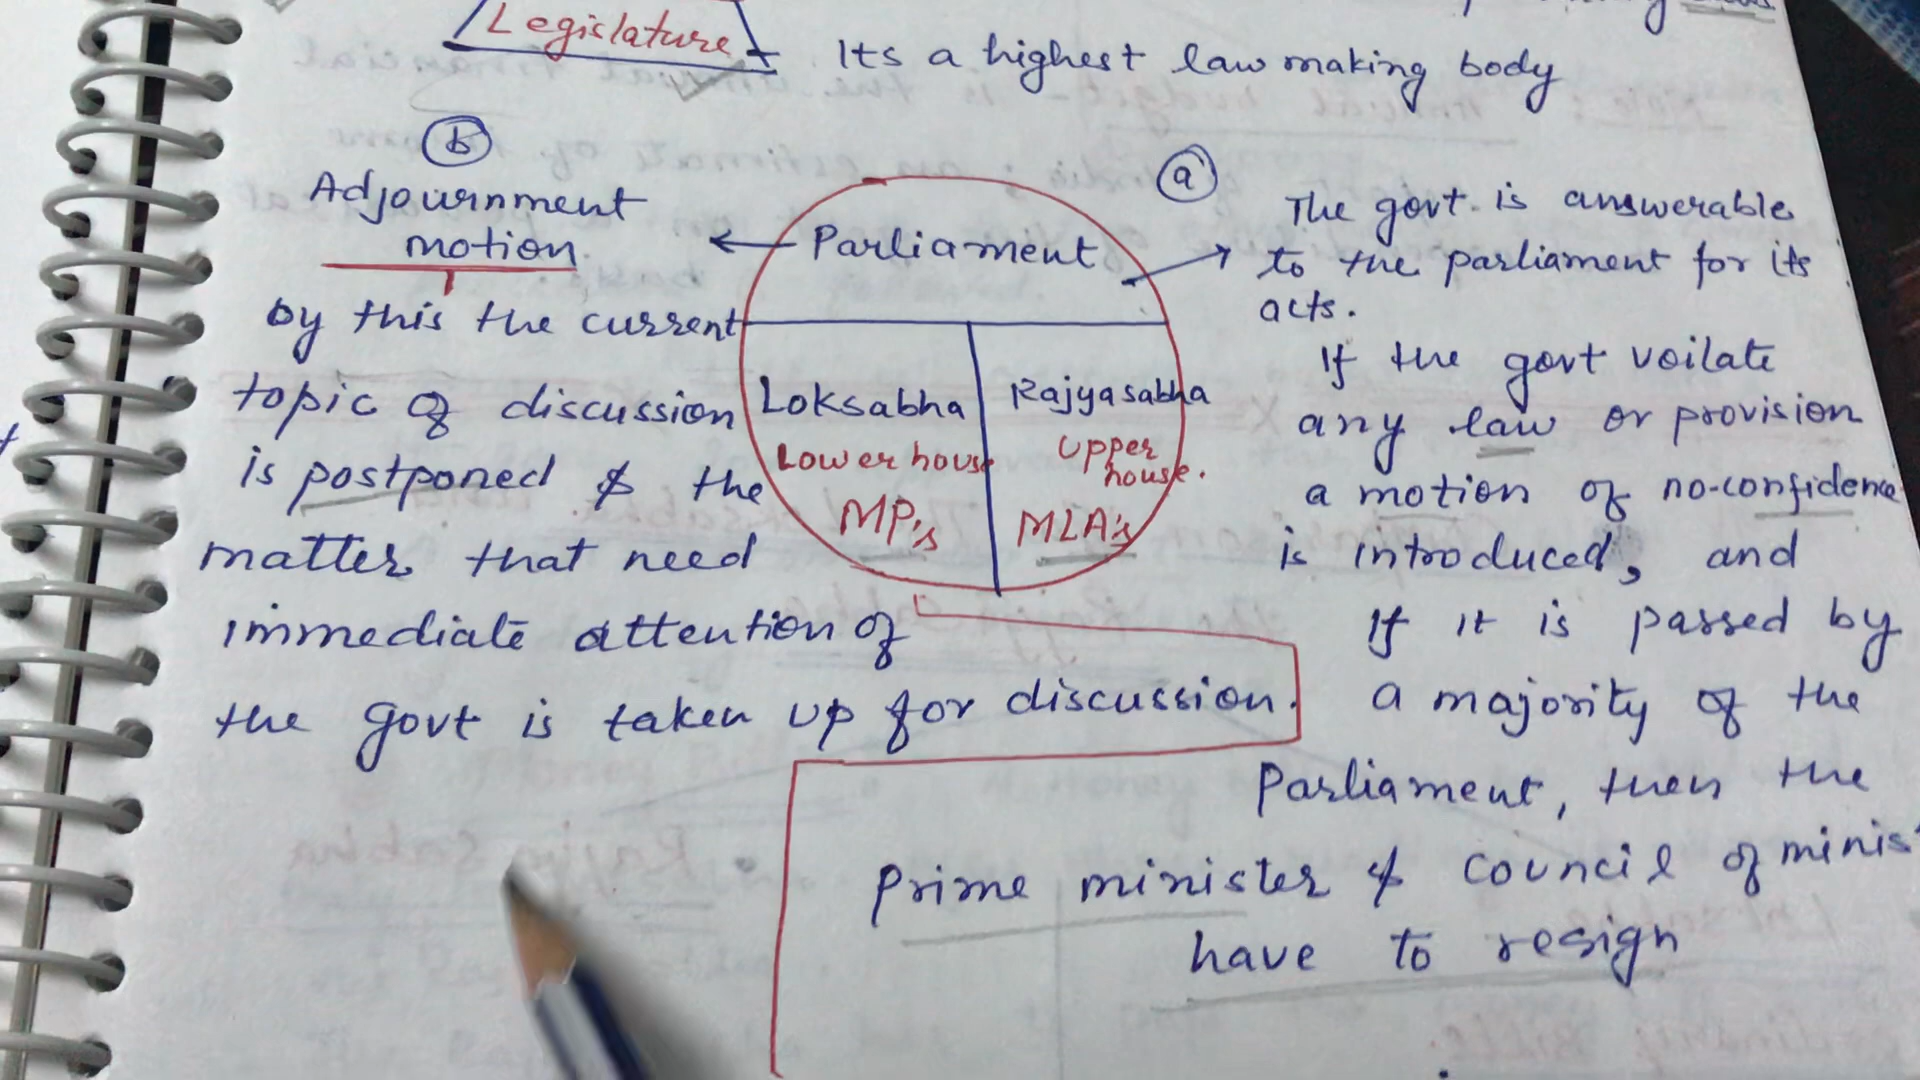 Legislature
Its a highest law making body
b
Adjournment
motion
by this the current
topic of discussion
is postponed & the
matter that need
immediate attention of
the govt is taken up for discussion.
Parliament
Loksabha
Lower house
MP's
Rajyasabha
Upper
house.
MLA's
a
The govt. is answerable
to the parliament for its
acts.
If the govt voilate
any law or provision
a motion of no-confidence
is introduced, and
If it is passed by
a majority of the
Parliament, then the
Prime minister & council of minis
have to resign